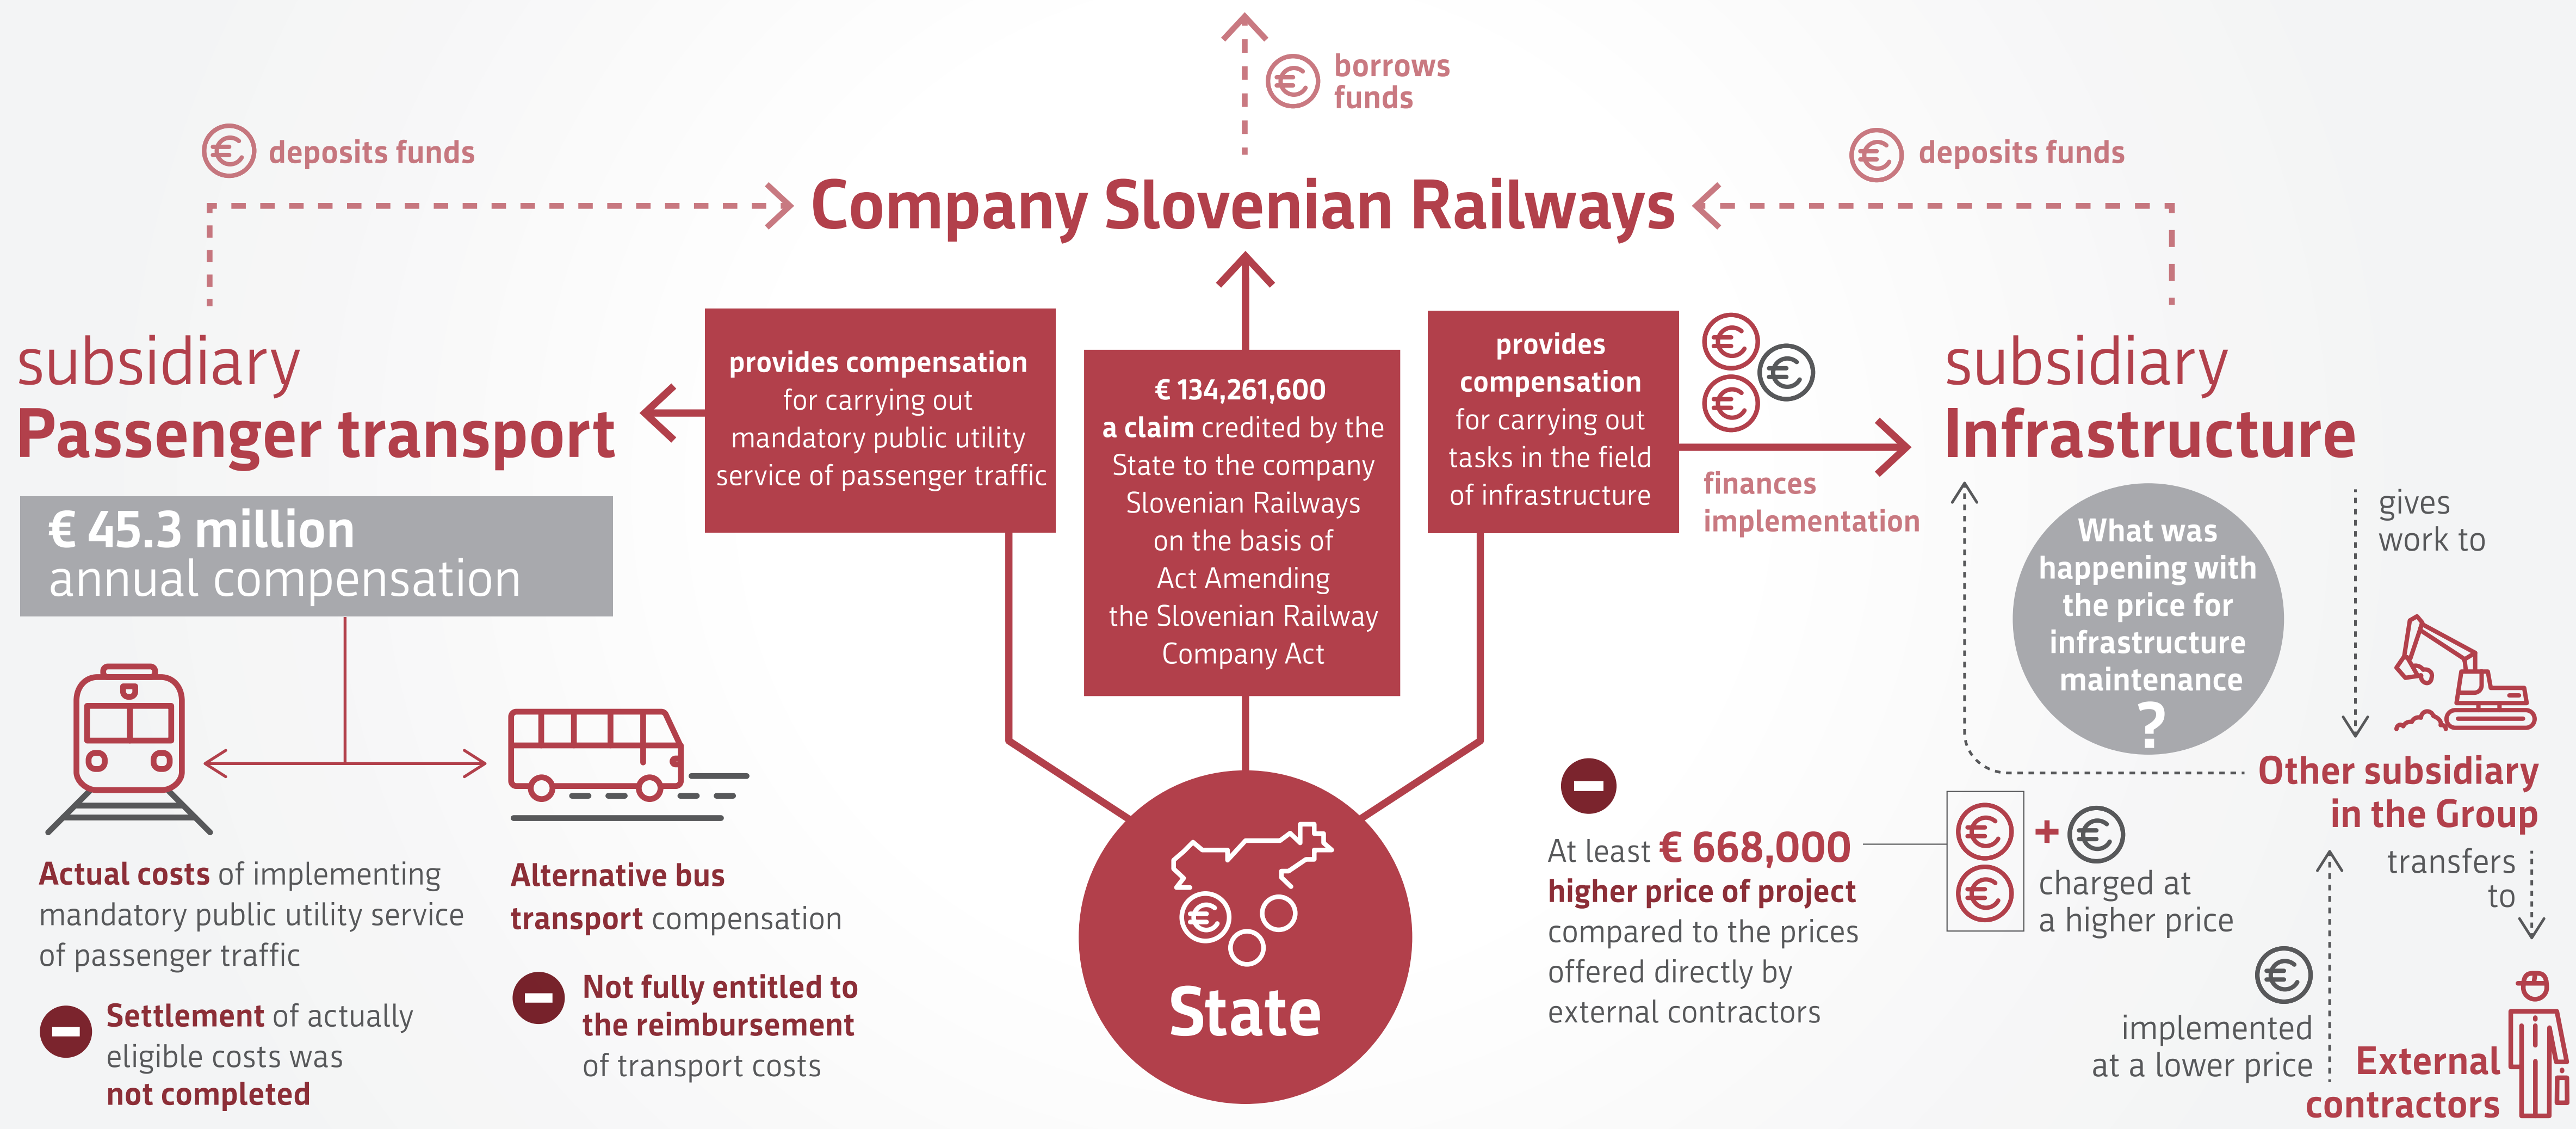 borrows
funds
deposits funds
deposits funds
Company Slovenian Railways
subsidiary
Passenger transport
€ 45.3 million
annual compensation
provides compensation
for carrying out
mandatory public utility
service of passenger traffic
€ 134,261,600
a claim credited by the
State to the company
Slovenian Railways
on the basis of
Act Amending
the Slovenian Railway
Company Act
provides
compensation
for carrying out
tasks in the field
of infrastructure
finances
implementation
subsidiary
Infrastructure
What was
happening with
the price for
infrastructure
maintenance
?
gives
work to
Other subsidiary
in the Group
transfers
to
Actual costs of implementing
mandatory public utility service
of passenger traffic
Settlement of actually
eligible costs was
not completed
Alternative bus
transport compensation
Not fully entitled to
the reimbursement
of transport costs
State
At least € 668,000
higher price of project
compared to the prices
offered directly by
external contractors
+
charged at
a higher price
implemented
at a lower price
External
contractors